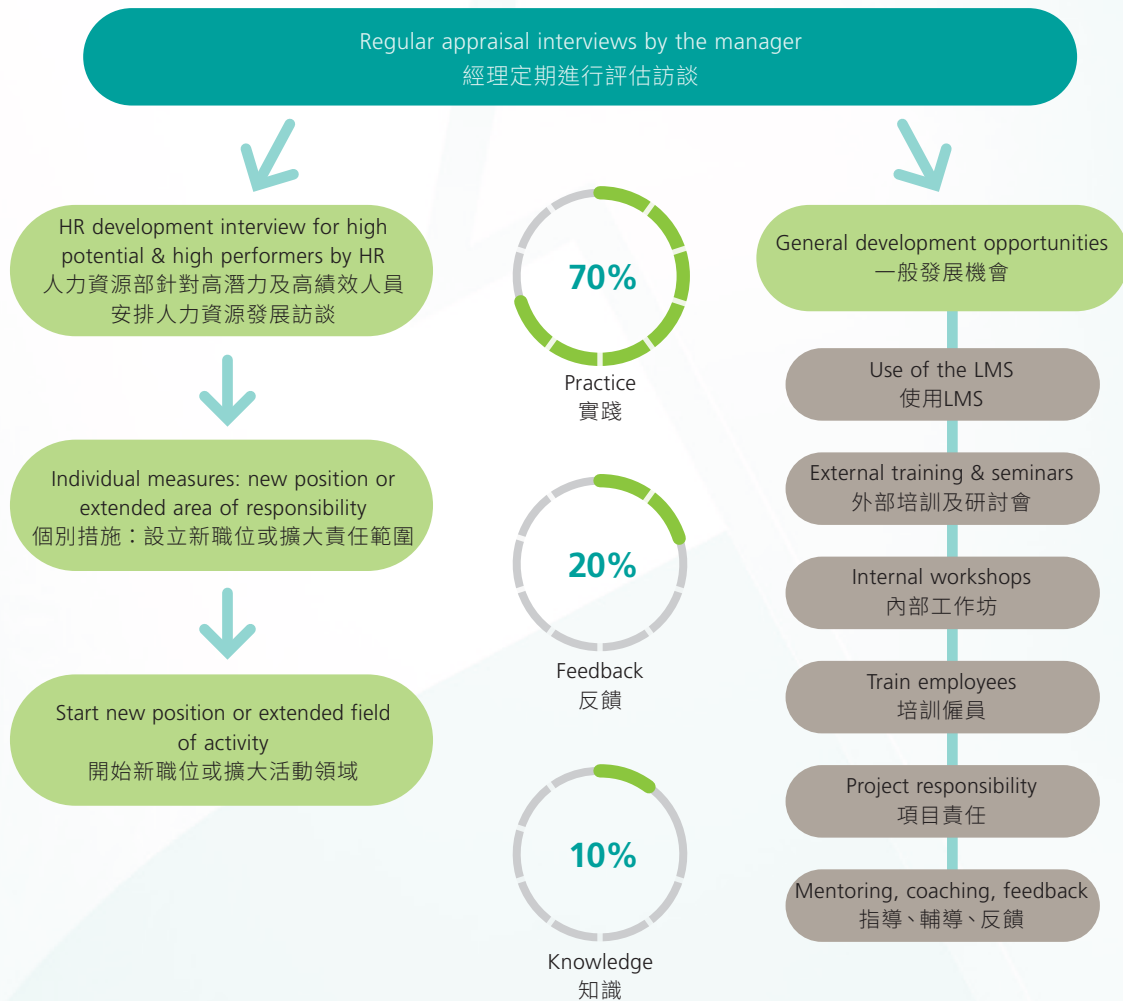 Regular appraisal interviews by the manager
經理定期進行評估訪談
HR development interview for high
potential & high performers by HR
人力資源部針對高潛力及高績效人員
安排人力資源發展訪談
Individual measures: new position or
extended area of responsibility
個別措施：設立新職位或擴大責任範圍
Start new position or extended field
of activity
開始新職位或擴大活動領域
70%
Practice
實踐
20%
Feedback
反饋
10%
Knowledge
知識
General development opportunities
一般發展機會
Use of the LMS
使用LMS
External training & seminars
外部培訓及研討會
Internal workshops
內部工作坊
Train employees
培訓僱員
Project responsibility
項目責任
Mentoring, coaching, feedback
指導、輔導、反饋